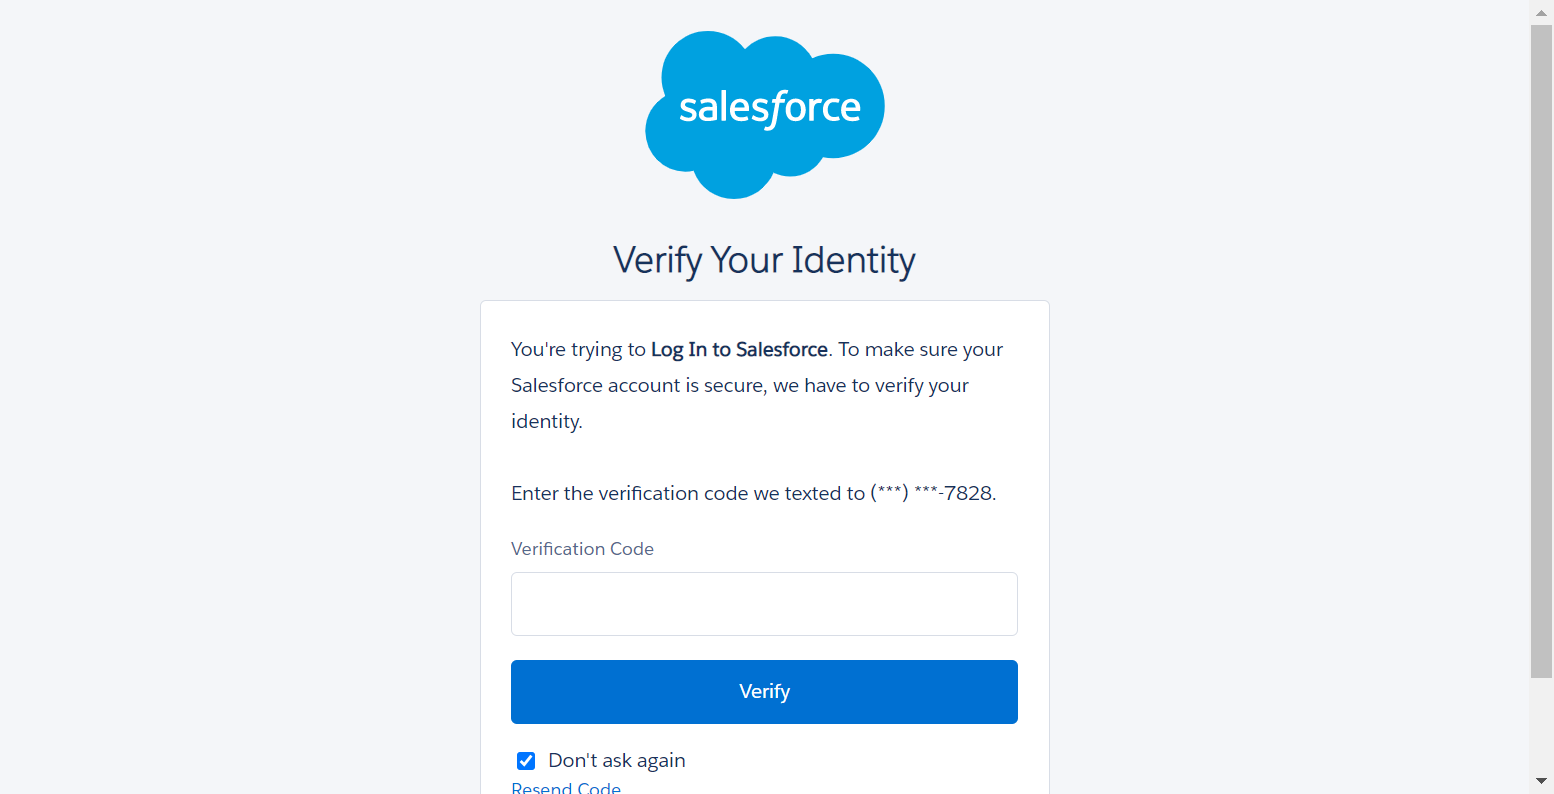 salesforce
Verify Your Identity
You're trying to Log In to Salesforce. To make sure your
Salesforce account is secure, we have to verify your
identity.
Enter the verification code we texted to (***) ***-7828.
Verification Code
Verify
Don't ask again
Resend Code